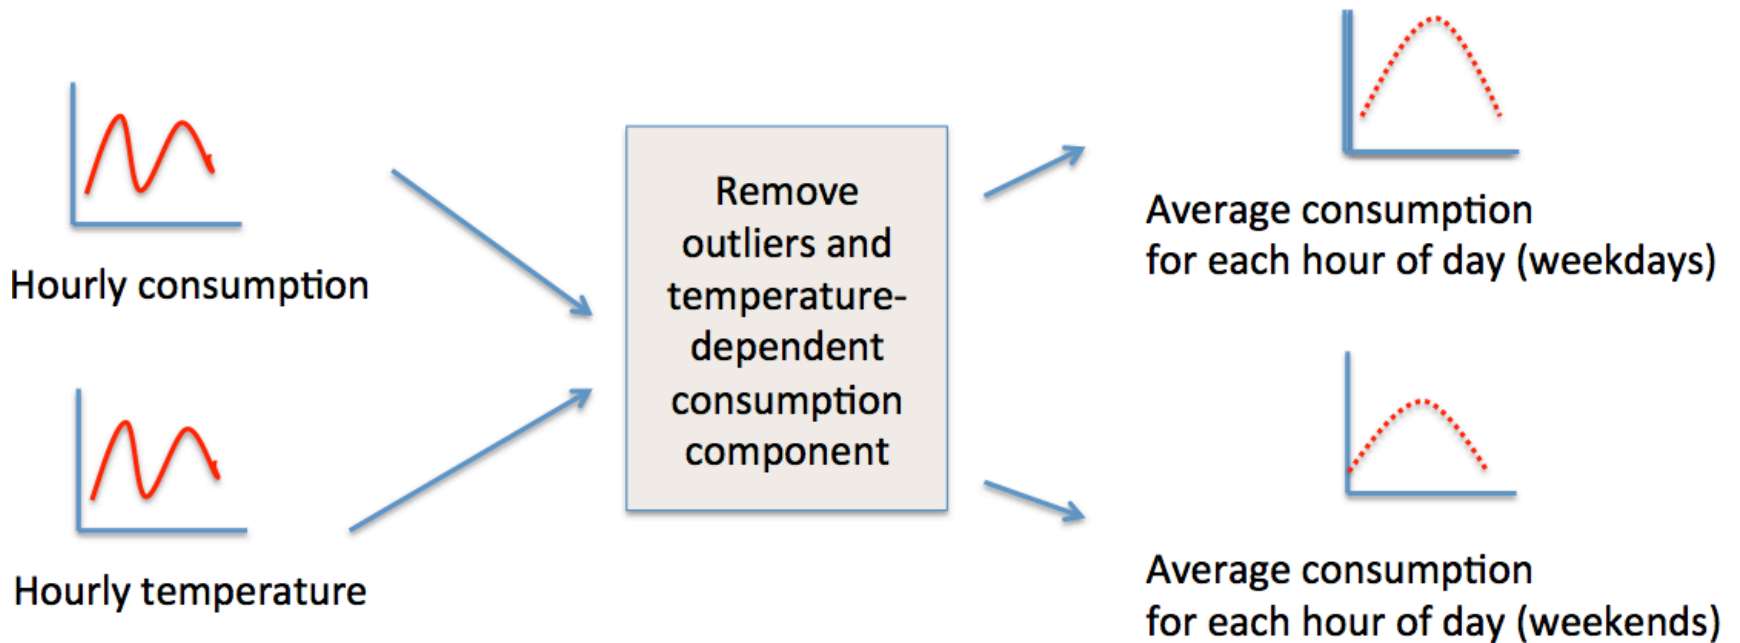 Hourly consumption
Hourly temperature
Remove
outliers and
temperature-
dependent
consumption
component
Average consumption
for each hour of day (weekdays)
Average consumption
for each hour of day (weekends)